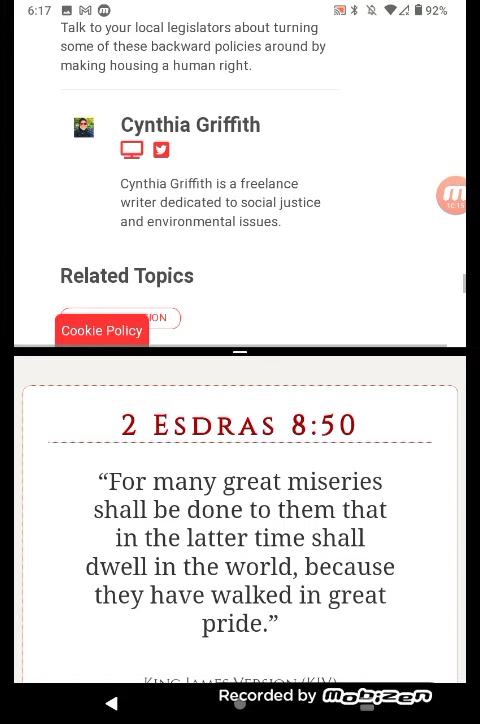 6:17
92%
Talk to your local legislators about turning
some of these backward policies around by
making housing a human right.
Cynthia Griffith
Cynthia Griffith is a freelance
writer dedicated to social justice
and environmental issues.
10:15
Related Topics
ION
Cookie Policy
2 Esdras 8:50
“For many great miseries
shall be done to them that
in the latter time shall
dwell in the world, because
they have walked in great
pride.”
King James Version (KJV)
Recorded by Mobizen